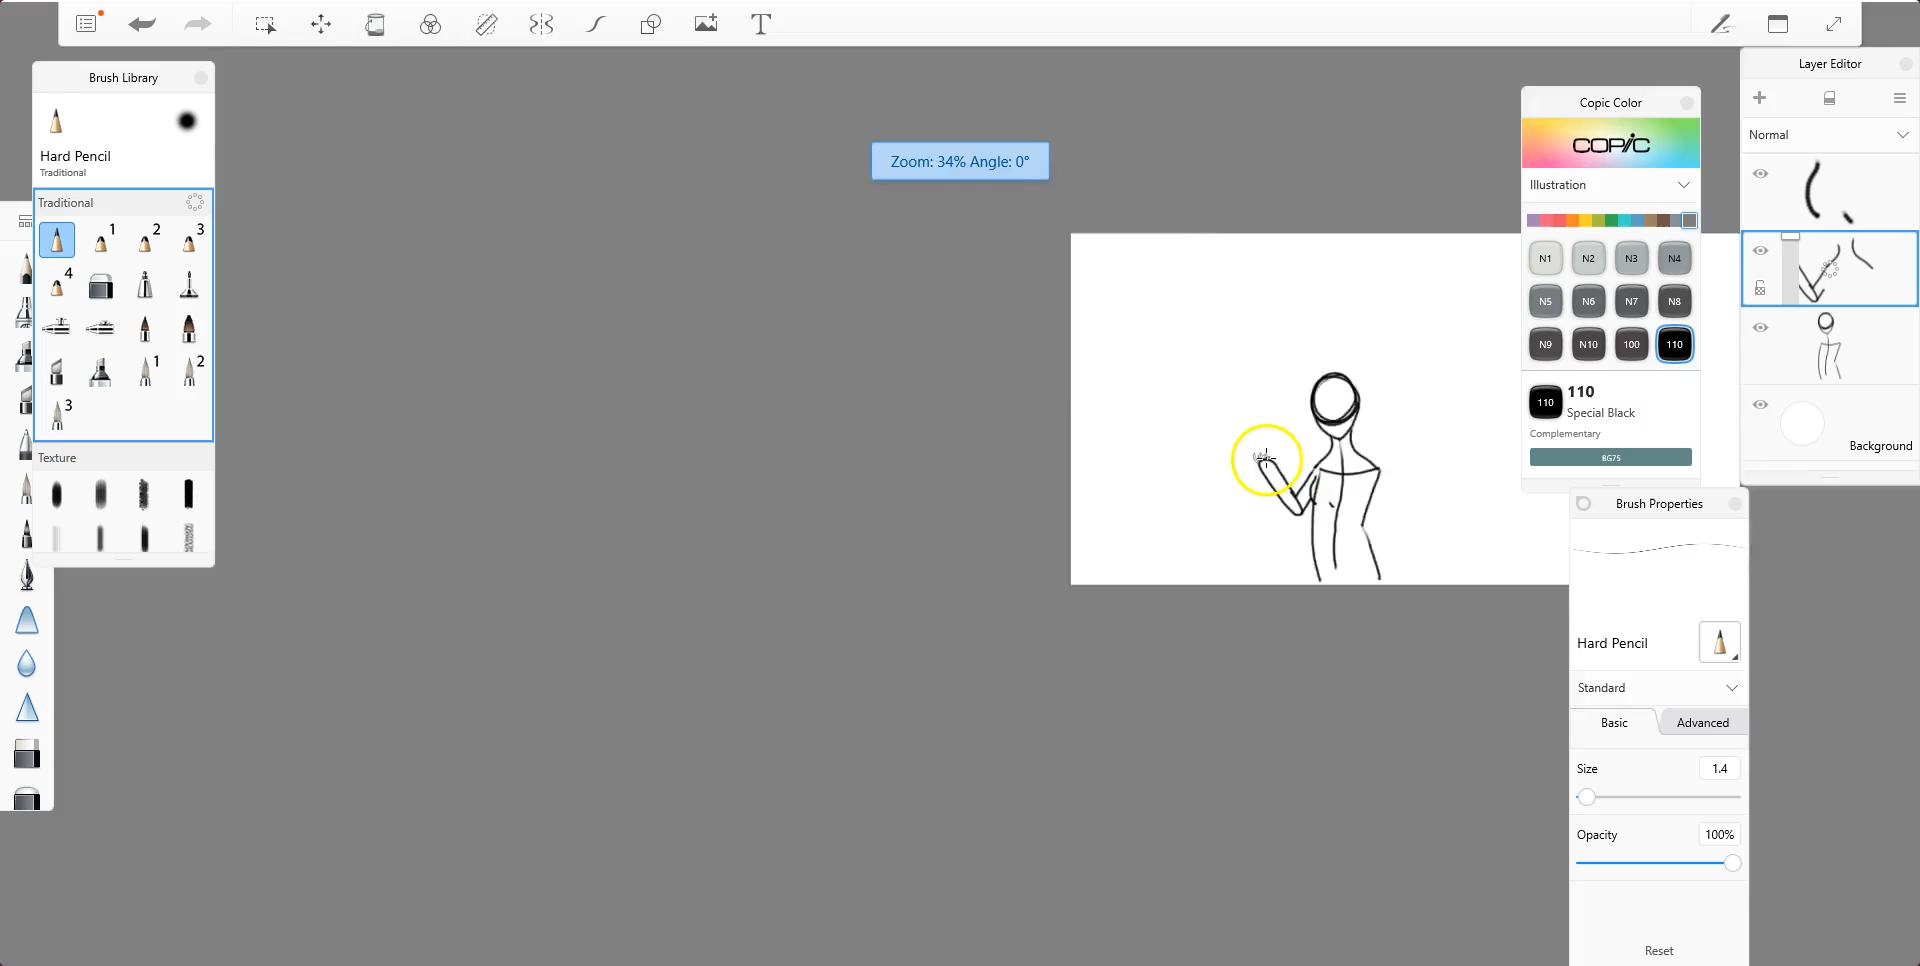 Brush Library
Hard Pencil
Traditional
Traditional
1
2
3
4
1
2
3
Texture
Zoom: 34% Angle: 0°
T
Copic Color
COPIC
Illustration
N1
N2
N3
N4
N5
N6
N7
N8
N9
N10
100
110
110
110
Special Black
Complementary
BG75
Layer Editor
Normal
Background
Brush Properties
Hard Pencil
Standard
Basic
Advanced
Size
1.4
Opacity
100%
Reset